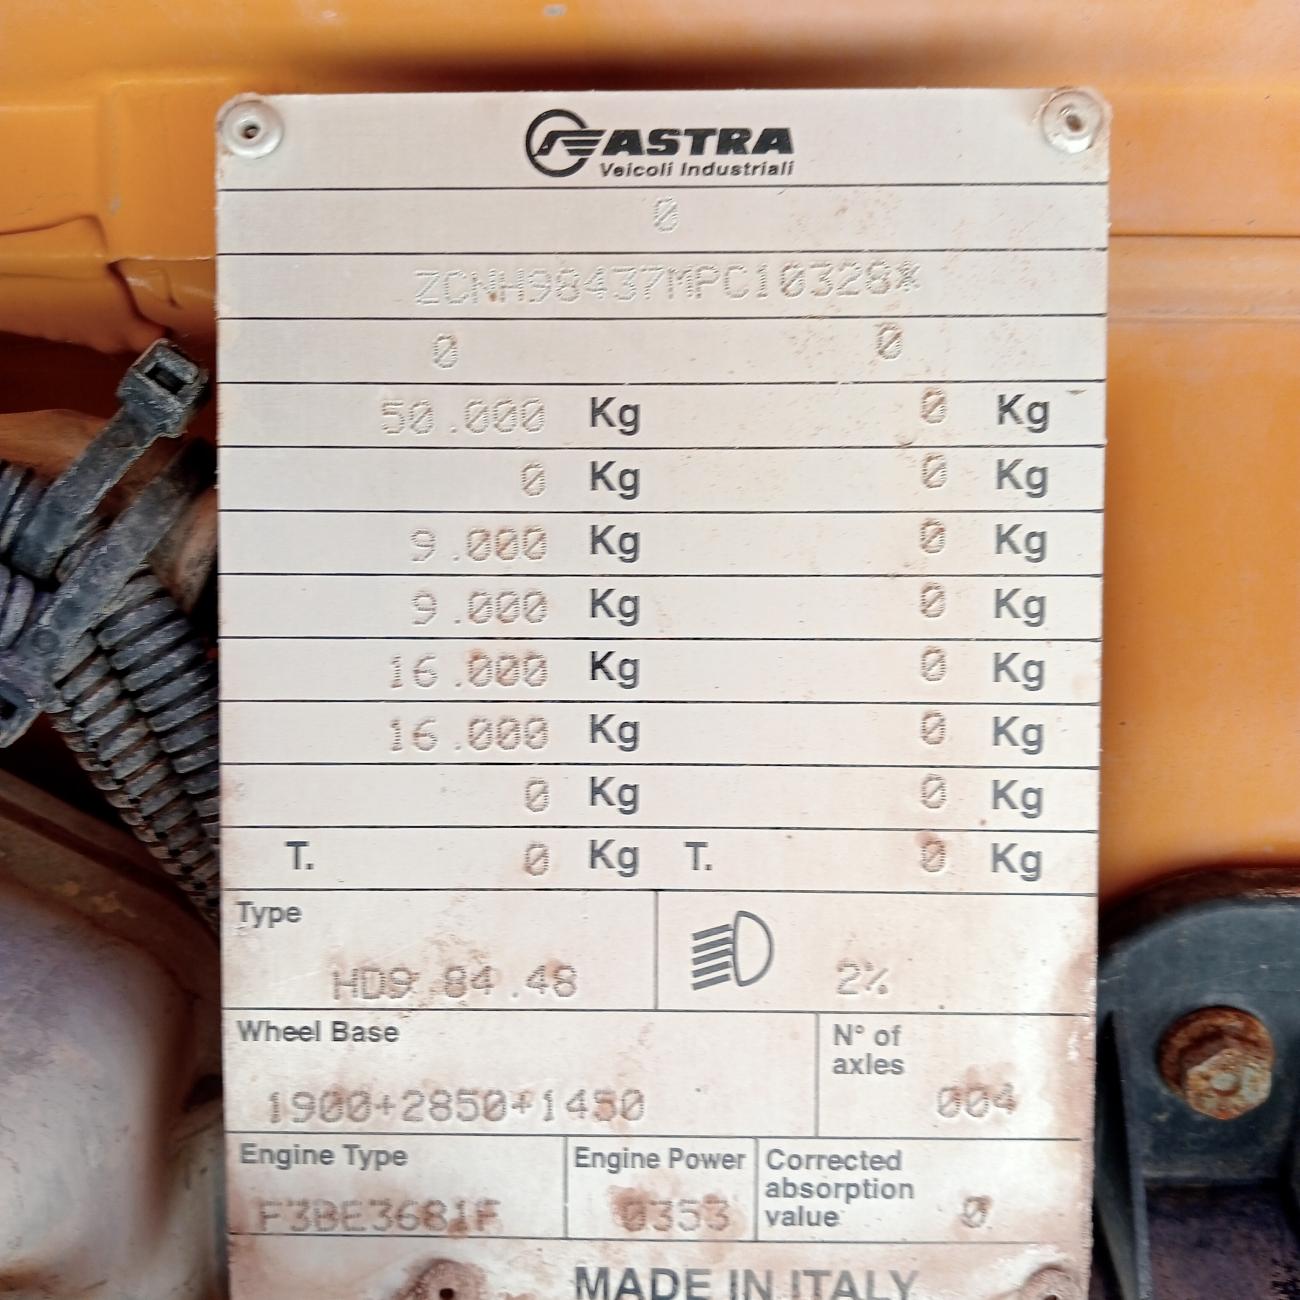 ASTRA
Veicoli Industriali
0
ZCNH98437MPC10328X
0 0
50.000 Kg 0 Kg
0 Kg 0 Kg
9.000 Kg 0 Kg
9.000 Kg 0 Kg
16.000 Kg 0 Kg
16.000 Kg 0 Kg
0 Kg 0 Kg
T. 0 Kg T. 0 Kg
Type
HD9 84.48 2%
Wheel Base N° of axles
1900+2850+1450 004
Engine Type Engine Power Corrected absorption value
F3BE3681F 0353 0
MADE IN ITALY